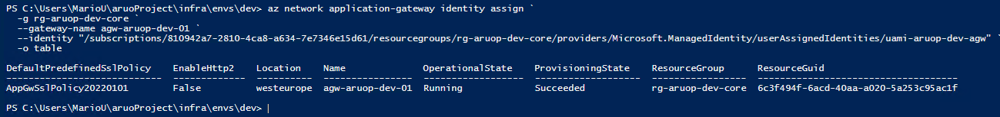 PS C:\Users\MarioU\aruoProject\infra\envs\dev> az network application-gateway identity assign `
-g rg-aruop-dev-core `
--gateway-name agw-aruop-dev-01 `
--identity "/subscriptions/810942a7-2810-4ca8-a634-7e7346e15d61/resourcegroups/rg-aruop-dev-core/providers/Microsoft.ManagedIdentity/userAssignedIdentities/uami-aruop-dev-agw" `
-o table
DefaultPredefinedSslPolicy EnableHttp2 Location Name OperationalState ProvisioningState ResourceGroup ResourceGuid
---------------------------- ------------- ---------- ---------------- ------------------ ------------------- ----------------- ------------------------------------
AppGwSslPolicy20220101 False westeurope agw-aruop-dev-01 Running Succeeded rg-aruop-dev-core 6c3f494f-6acd-40aa-a020-5a253c95ac1f
PS C:\Users\MarioU\aruoProject\infra\envs\dev>